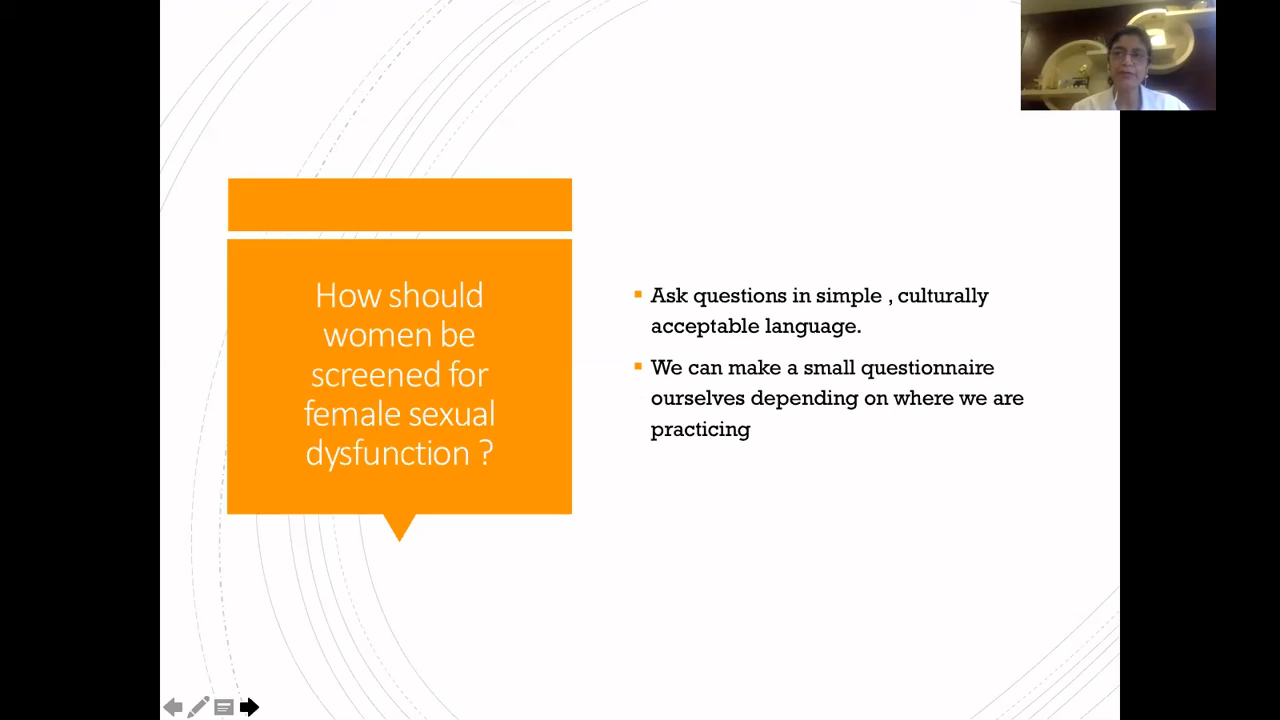 How should
women be
screened for
female sexual
dysfunction ?
▪ Ask questions in simple , culturally
acceptable language.
▪ We can make a small questionnaire
ourselves depending on where we are
practicing